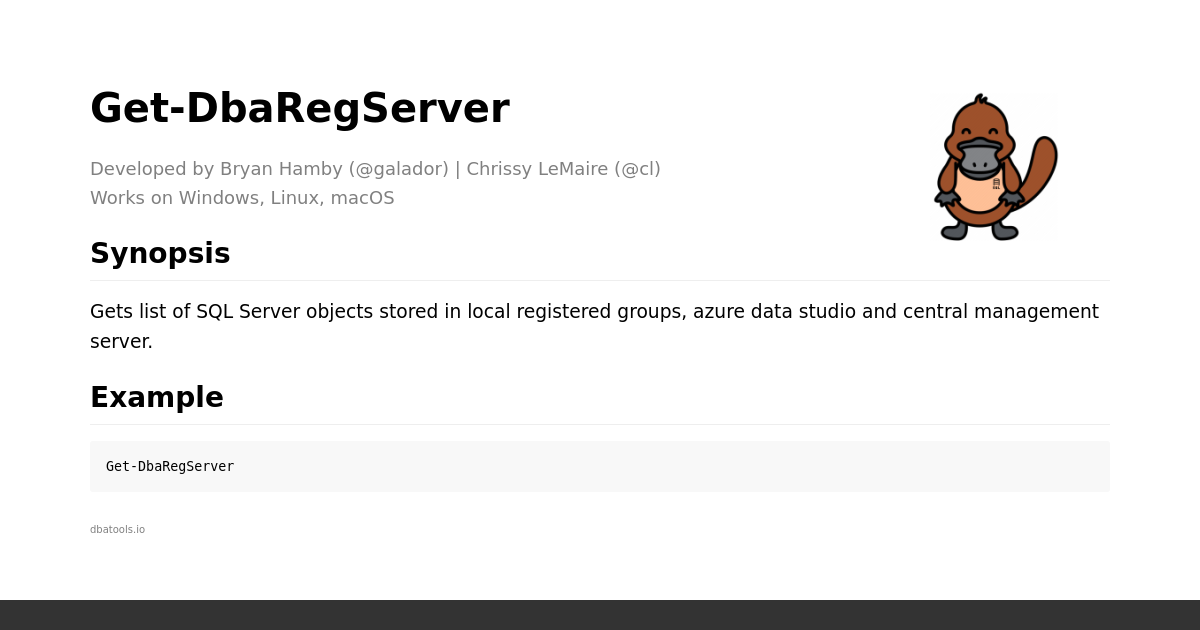 Get-DbaRegServer
Developed by Bryan Hamby (@galador) | Chrissy LeMaire (@cl)
Works on Windows, Linux, macOS
Synopsis
Gets list of SQL Server objects stored in local registered groups, azure data studio and central management
server.
Example
Get-DbaRegServer
dbatools.io